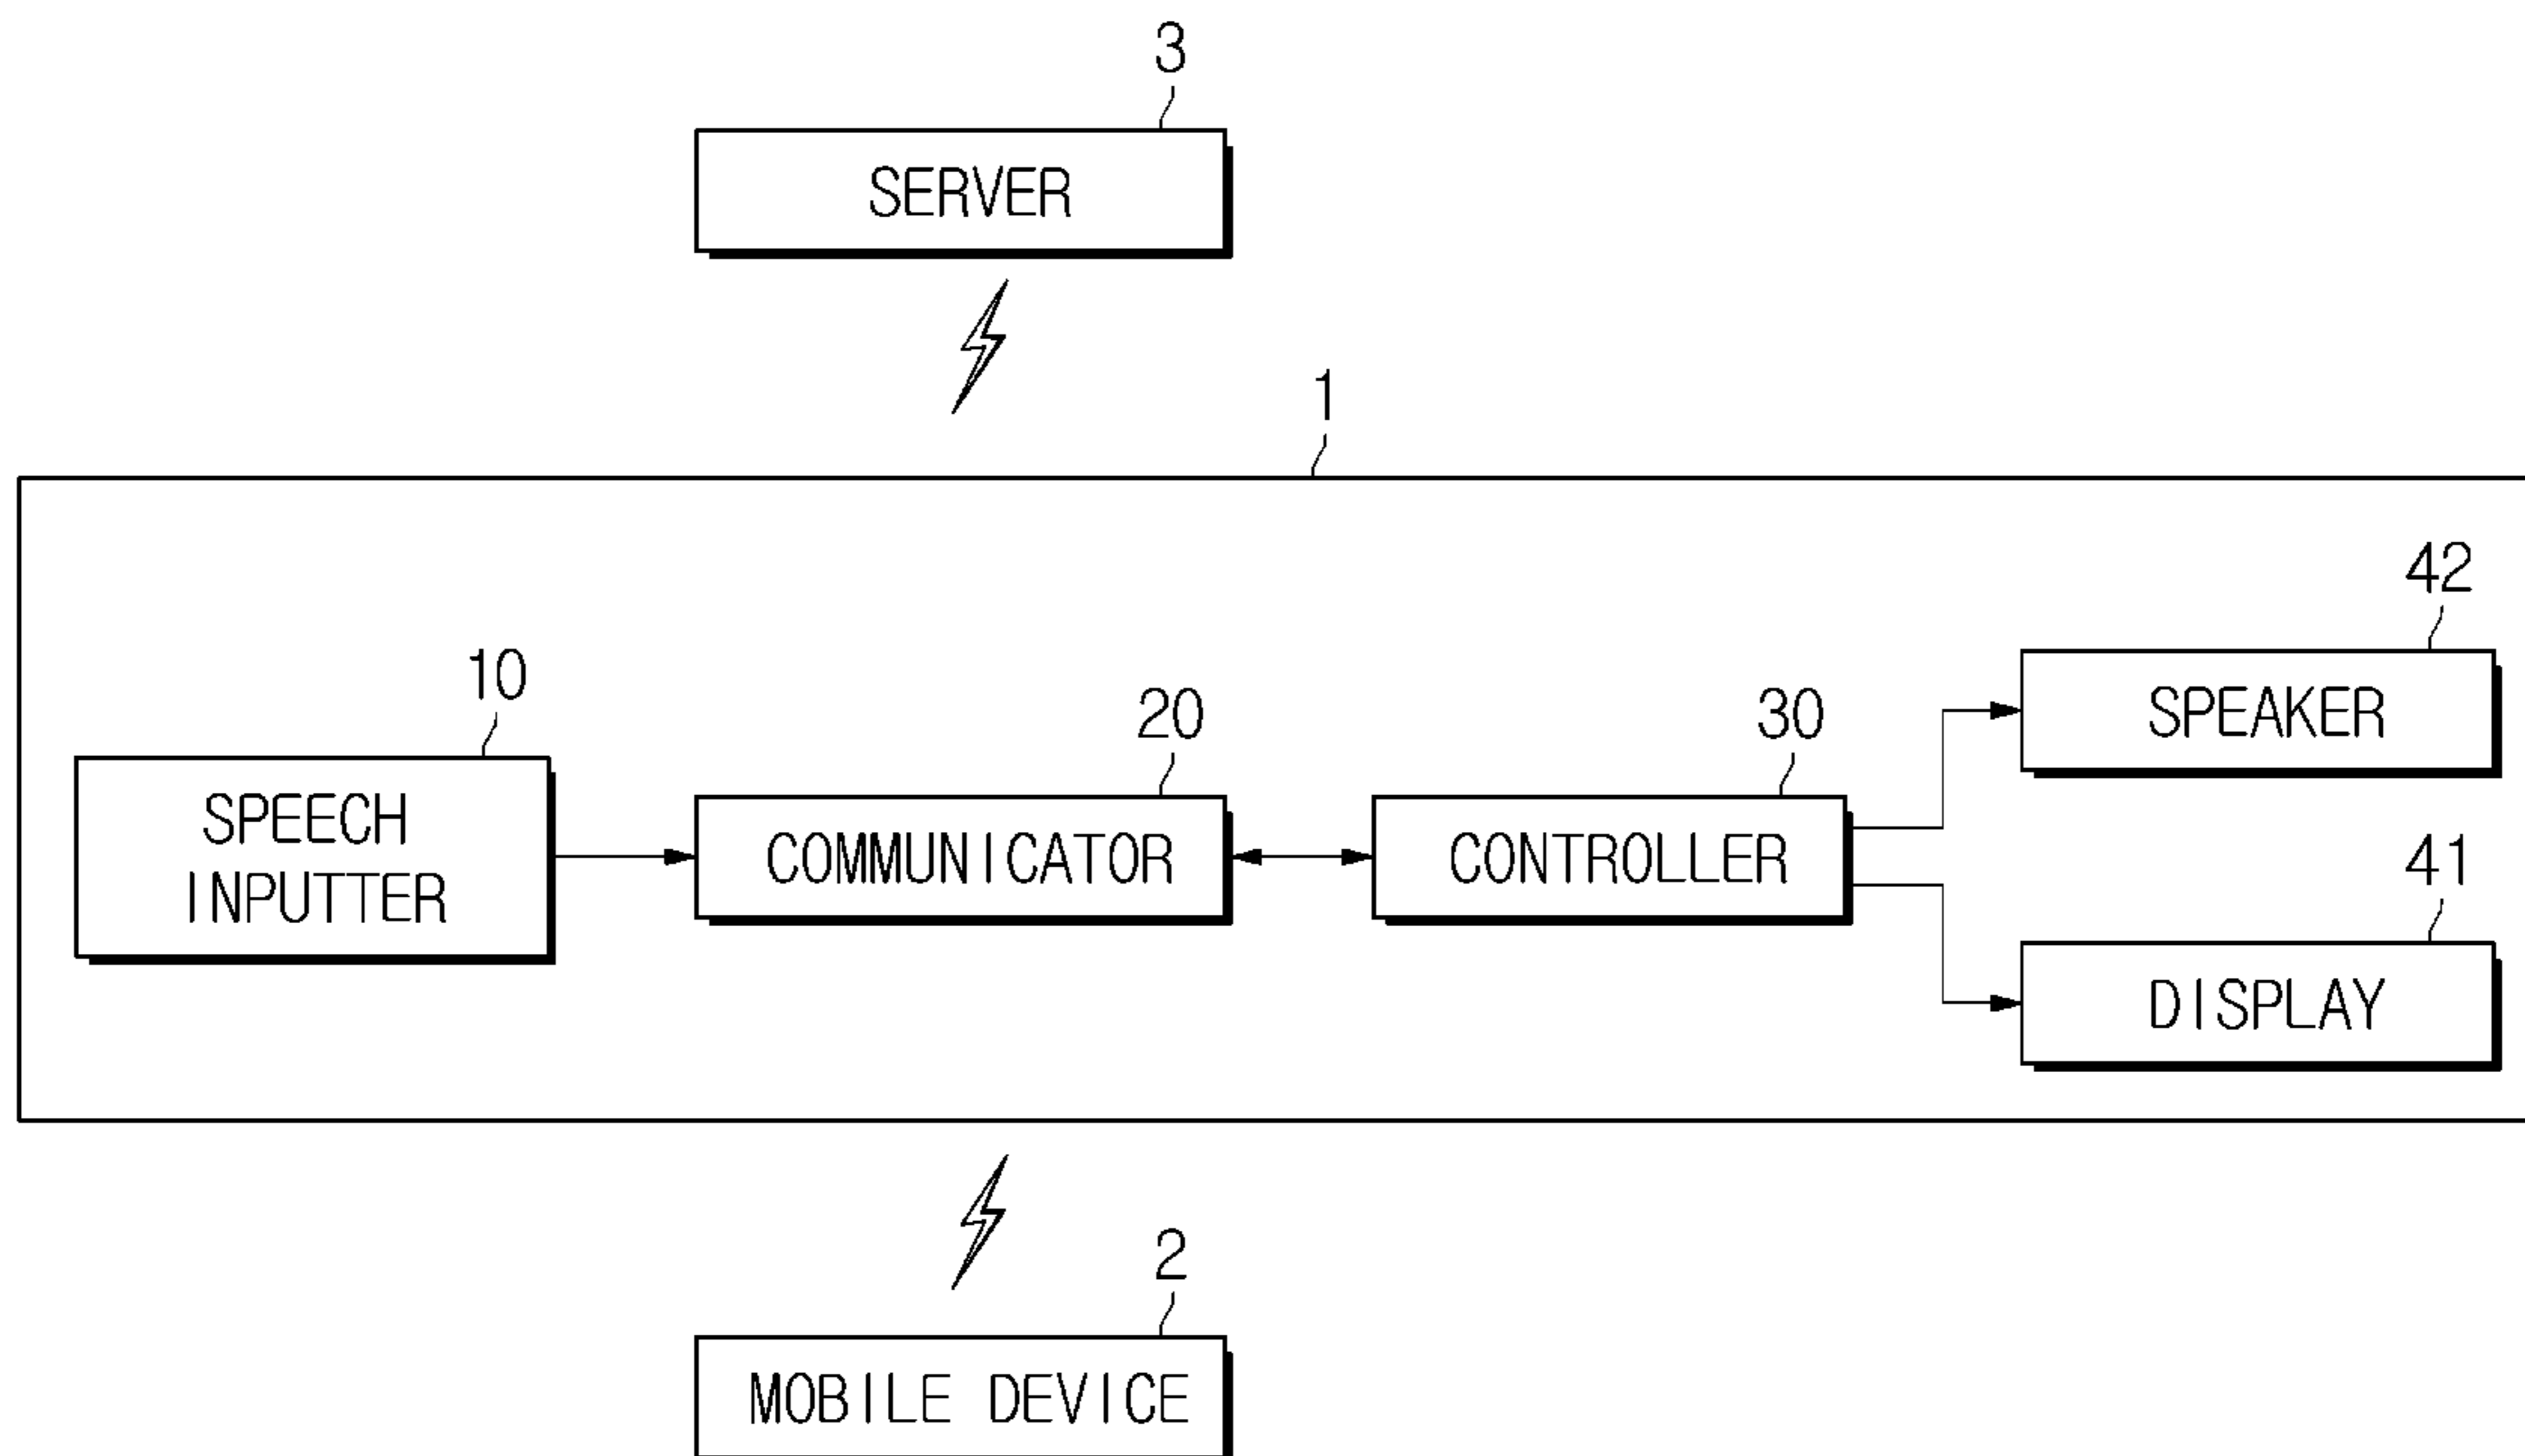 3
SERVER
1
42
SPEAKER
10
SPEECH
INPUTTER
20
COMMUNICATOR
30
CONTROLLER
41
DISPLAY
2
MOBILE DEVICE